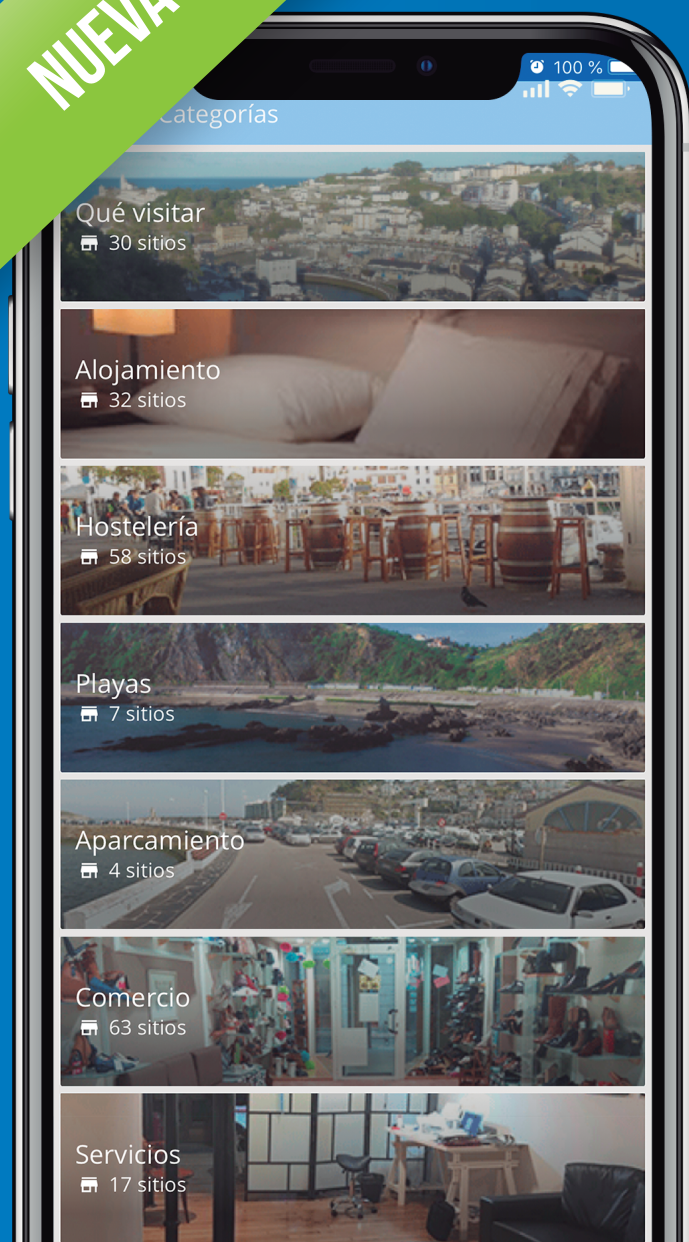 NUEVA
100 %
Categorías
Qué visitar
30 sitios
Alojamiento
32 sitios
Hostelería
58 sitios
Playas
7 sitios
Aparcamiento
4 sitios
Comercio
63 sitios
Servicios
17 sitios